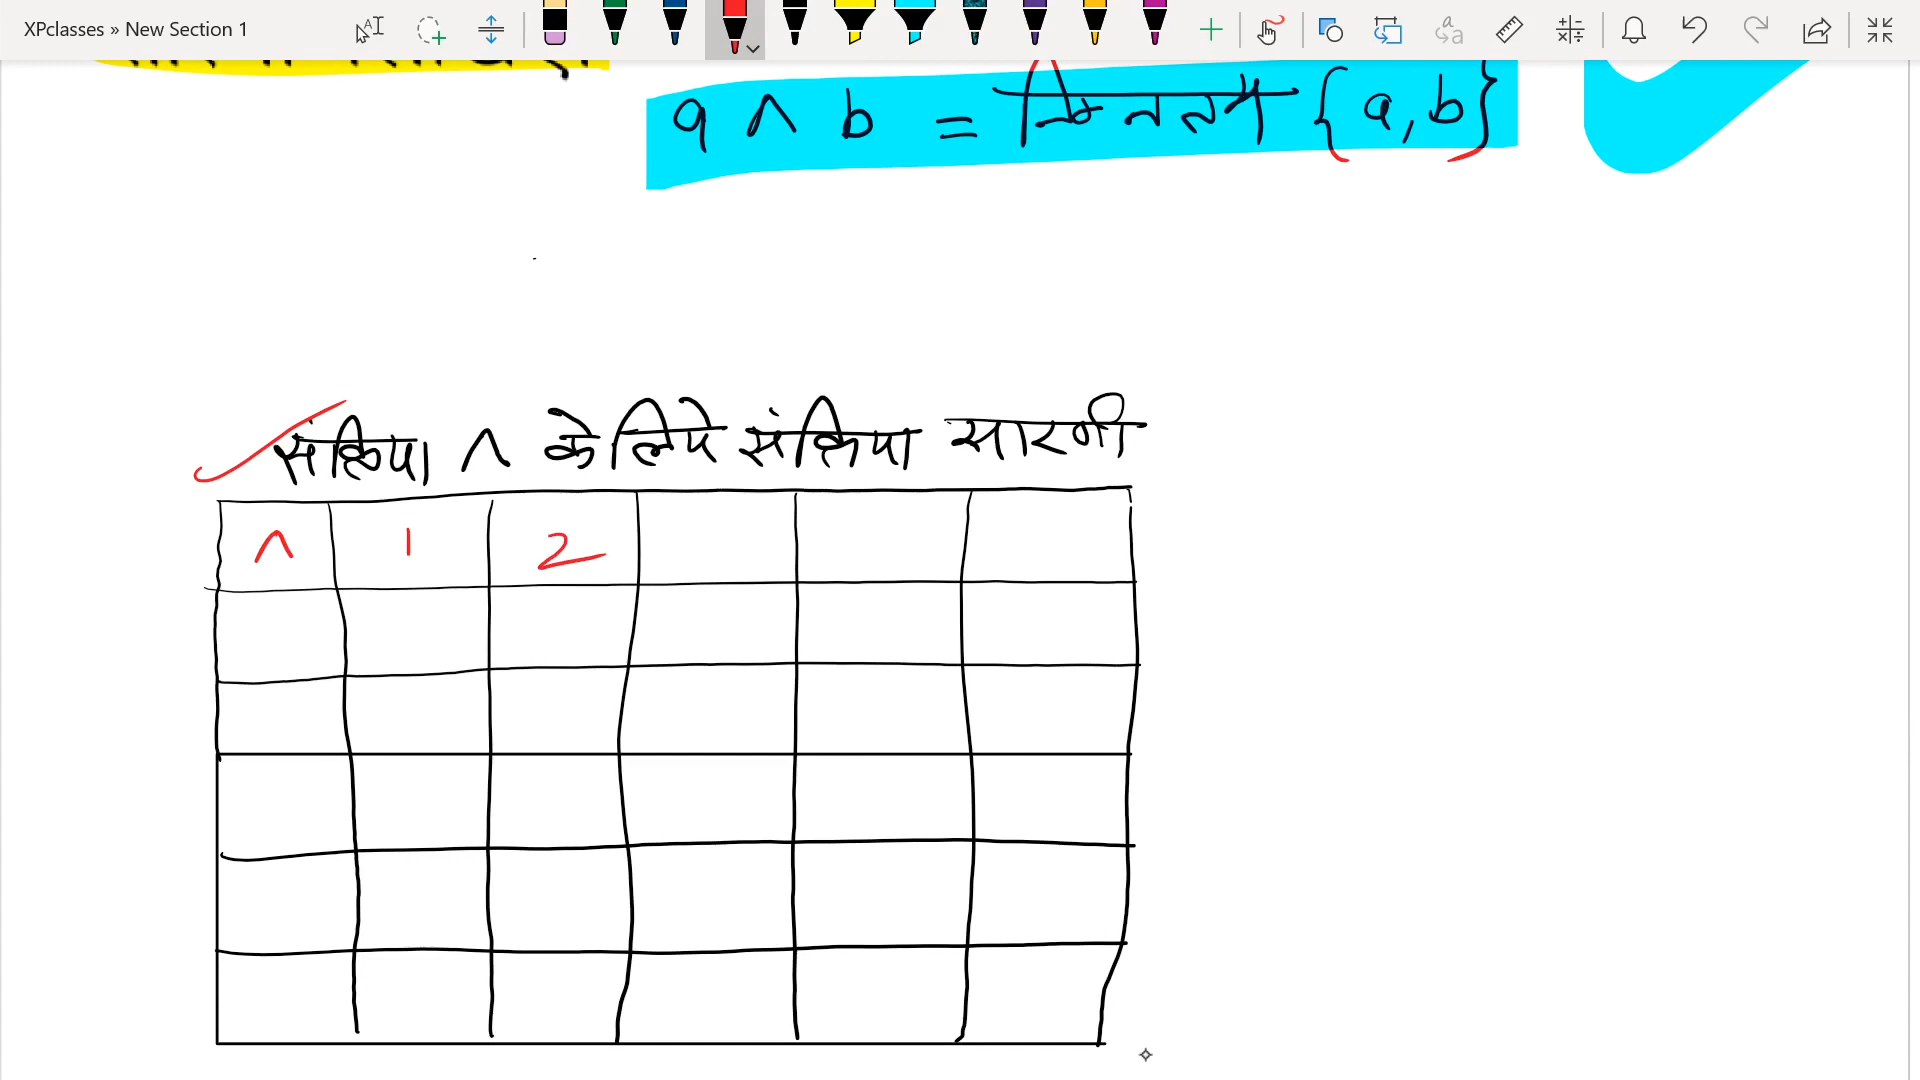 XPclasses » New Section 1
a ∧ b = निम्नतम {a, b}
संक्रिया ∧ के लिये संक्रिया सारणी
∧ 1 2